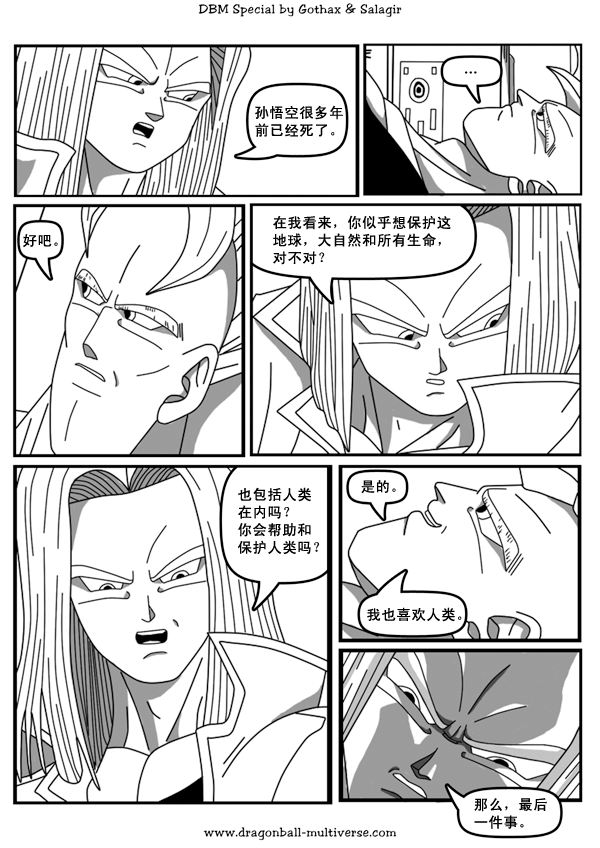 DBM Special by Gothax & Salagir
孙悟空很多年
前已经死了。
...
好吧。
在我看来，你似乎想保护这
地球，大自然和所有生命，
对不对？
也包括人类
在内吗？
你会帮助和
保护人类吗？
是的。
我也喜欢人类。
那么，最后
一件事。
www.dragonball-multiverse.com